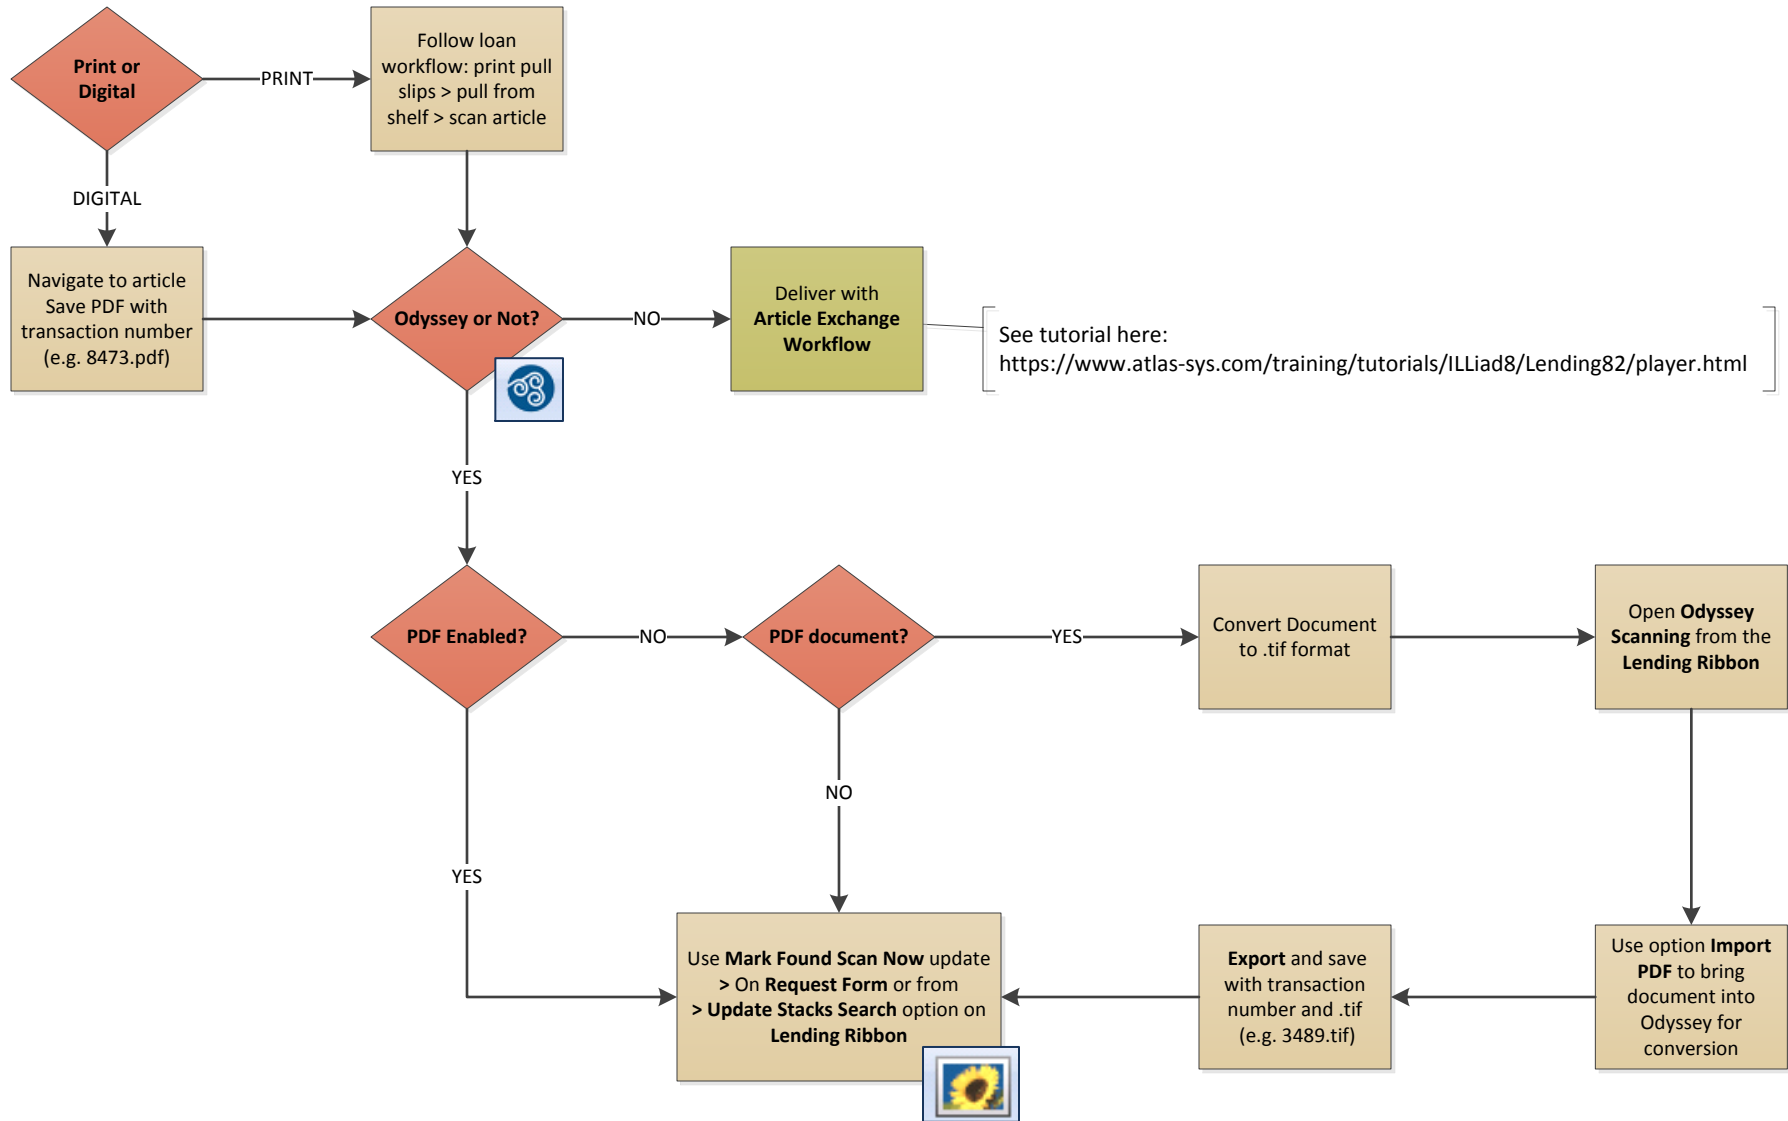 Print or
Digital
PRINT
Follow loan
workflow: print pull
slips > pull from
shelf > scan article
DIGITAL
Navigate to article
Save PDF with
transaction number
(e.g. 8473.pdf)
Odyssey or Not?
NO
Deliver with
Article Exchange
Workflow
See tutorial here:
https://www.atlas-sys.com/training/tutorials/ILLiad8/Lending82/player.html
YES
PDF Enabled?
NO
PDF document?
YES
Convert Document
to .tif format
Open Odyssey
Scanning from the
Lending Ribbon
NO
YES
Use Mark Found Scan Now update
> On Request Form or from
> Update Stacks Search option on
Lending Ribbon
Export and save
with transaction
number and .tif
(e.g. 3489.tif)
Use option Import
PDF to bring
document into
Odyssey for
conversion